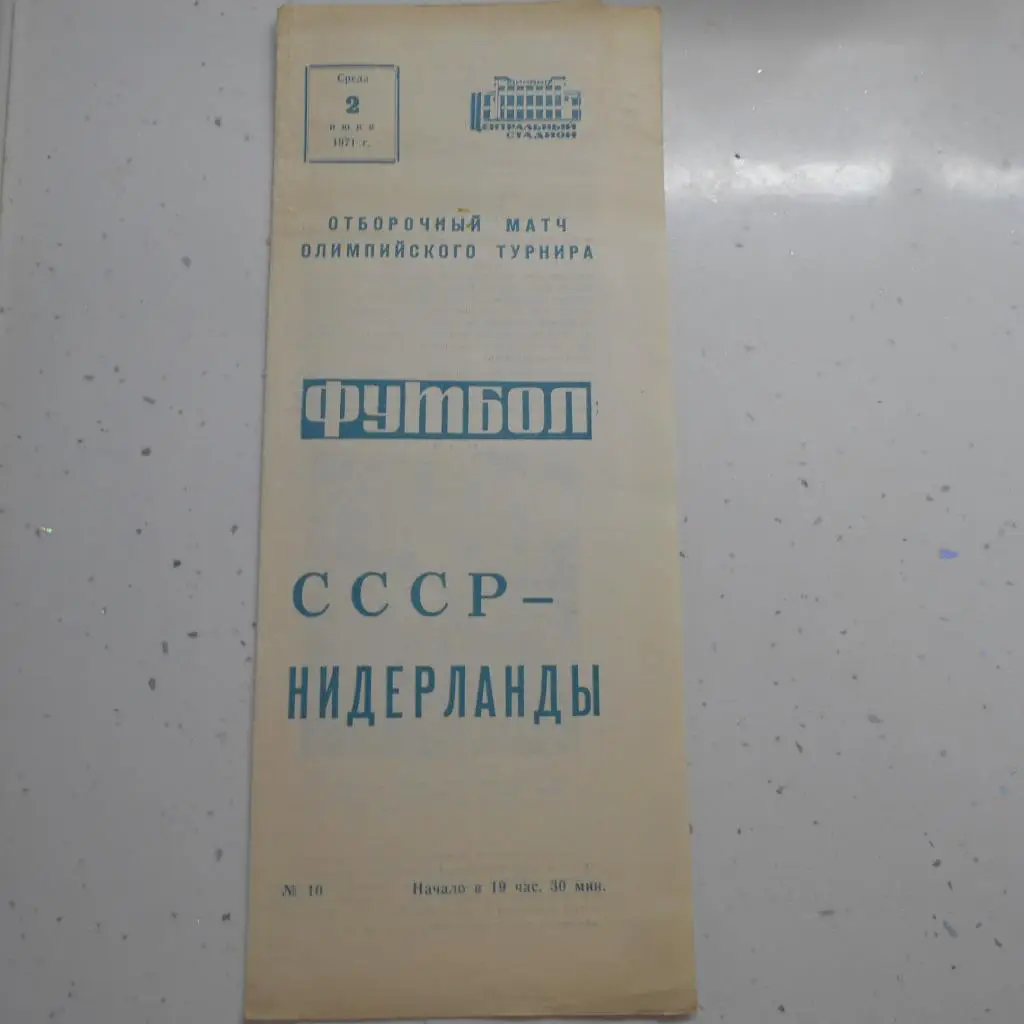 Среда
2
июня
1971 г.
ЦЕНТРАЛЬНЫЙ
СТАДИОН
ОТБОРОЧНЫЙ МАТЧ
ОЛИМПИЙСКОГО ТУРНИРА
ФУТБОЛ
СССР –
НИДЕРЛАНДЫ
№ 10 Начало в 19 час. 30 мин.